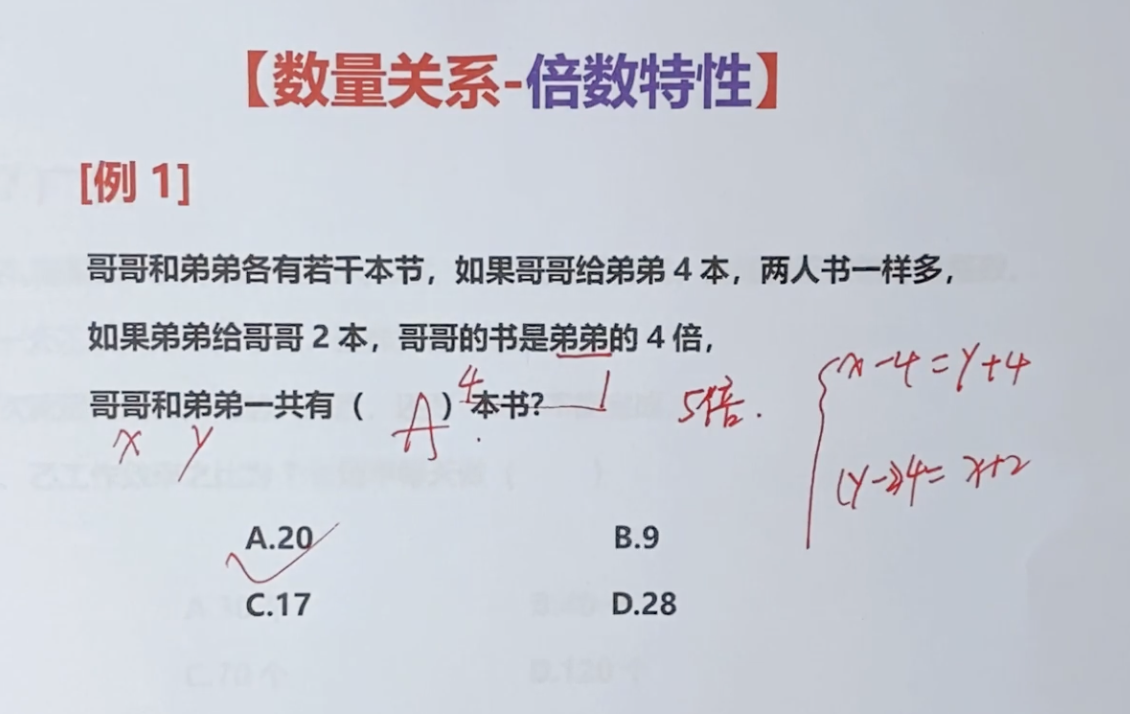 【数量关系-倍数特性】
[例 1]
哥哥和弟弟各有若干本节，如果哥哥给弟弟 4 本，两人书一样多，
如果弟弟给哥哥 2 本，哥哥的书是弟弟的 4 倍，
哥哥和弟弟一共有（ A ）本书？
4 1 5倍.
x y
x-4=y+4
(y-2)4=x+2
A.20 B.9
C.17 D.28